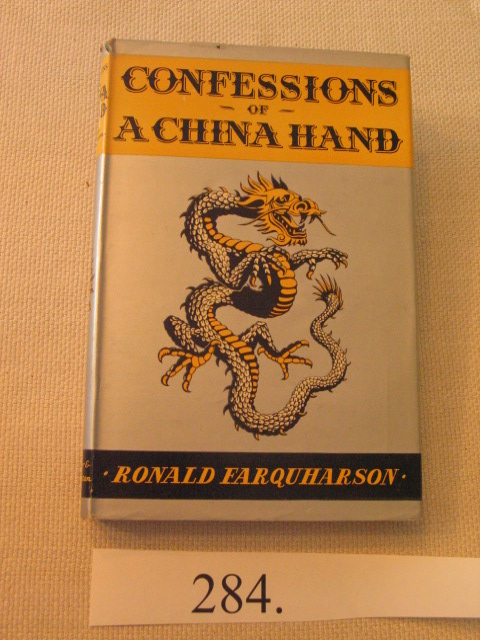 CONFESSIONS
OF
A CHINA HAND
· RONALD FARQUHARSON ·
284.